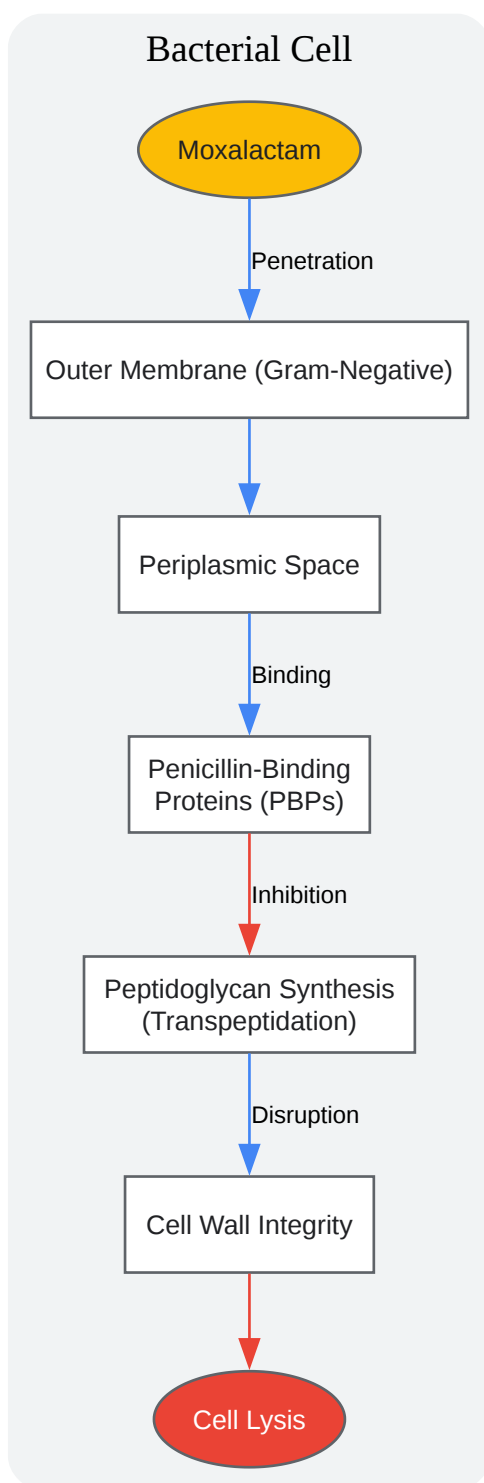 Bacterial Cell
Moxalactam
Penetration
Outer Membrane (Gram-Negative)
Periplasmic Space
Binding
Penicillin-Binding
Proteins (PBPs)
Inhibition
Peptidoglycan Synthesis
(Transpeptidation)
Disruption
Cell Wall Integrity
Cell Lysis